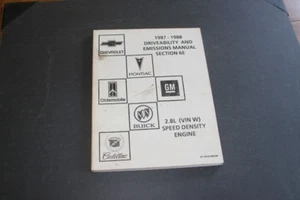 1987 - 1988
DRIVEABILITY AND
EMISSIONS MANUAL
SECTION 6E
CHEVROLET
PONTIAC
Oldsmobile
GM
BUICK
2.8L (VIN W)
SPEED DENSITY
ENGINE
Cadillac